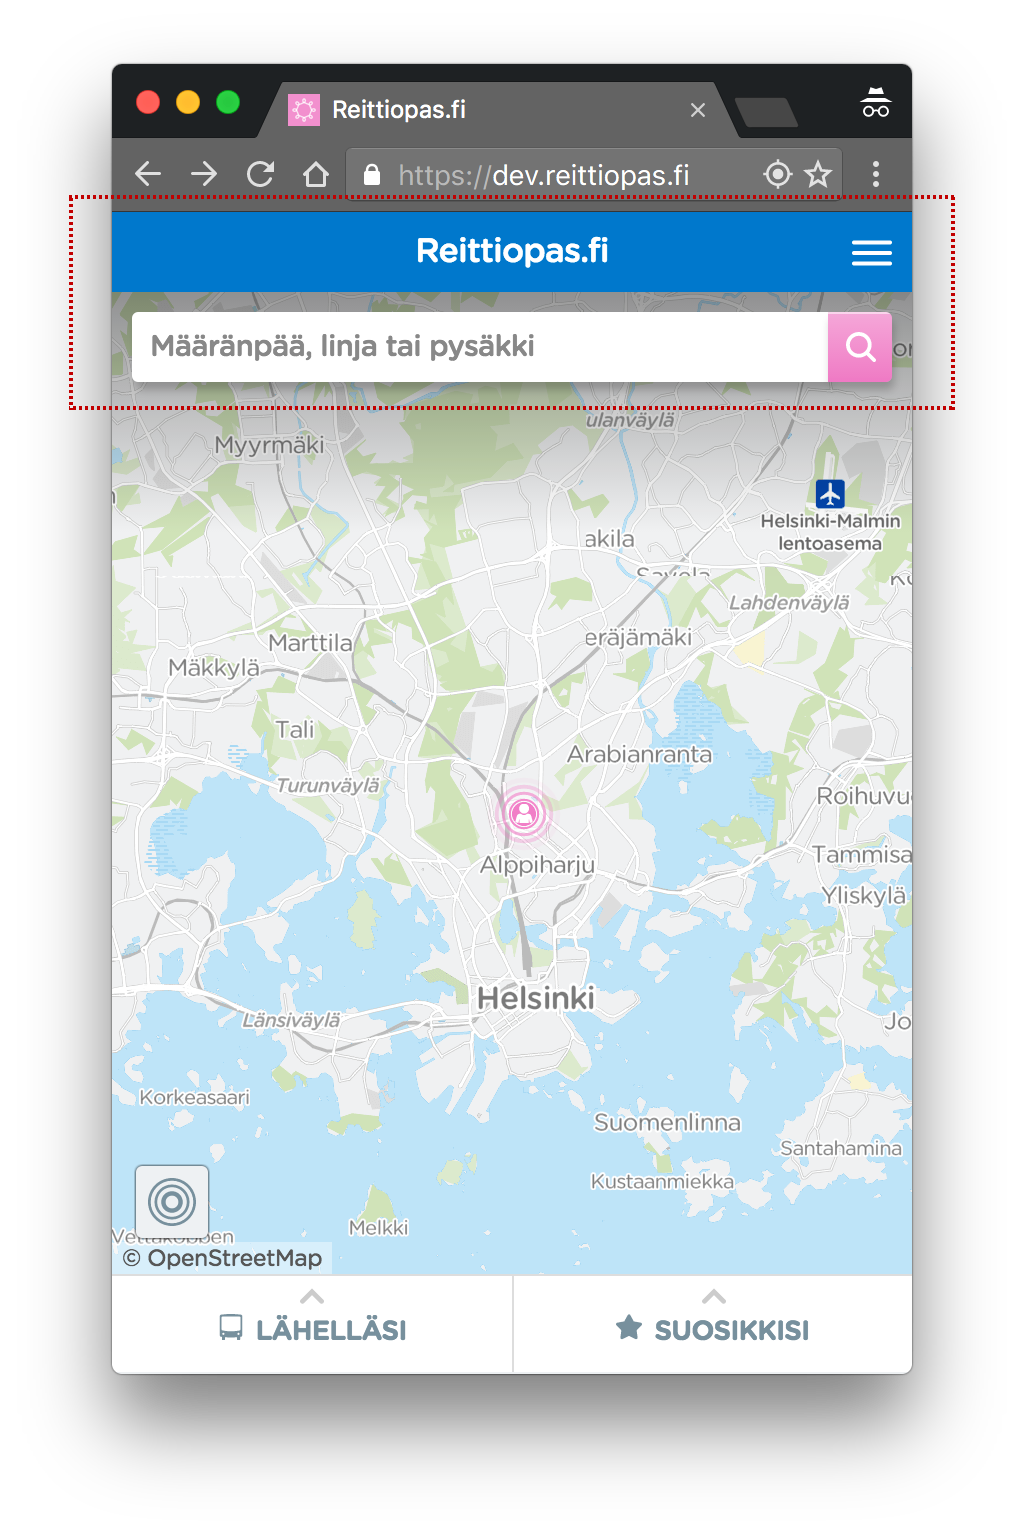 Reittiopas.fi
https://dev.reittiopas.fi
Reittiopas.fi
Määränpää, linja tai pysäkki
ulanväylä
Myyrmäki
Helsinki-Malmin
lentoasema
akila
Savela
Lahdenväylä
eräjämäki
Marttila
Mäkkylä
Tali
Arabianranta
Turunväylä
Roihuvuo
Alppiharju
Tammisa
Yliskylä
Helsinki
Länsiväylä
Jo
Korkeasaari
Suomenlinna
Santahamina
Kustaanmiekka
Melkki
Vettaköppen
© OpenStreetMap
LÄHELLÄSI
SUOSIKKISI